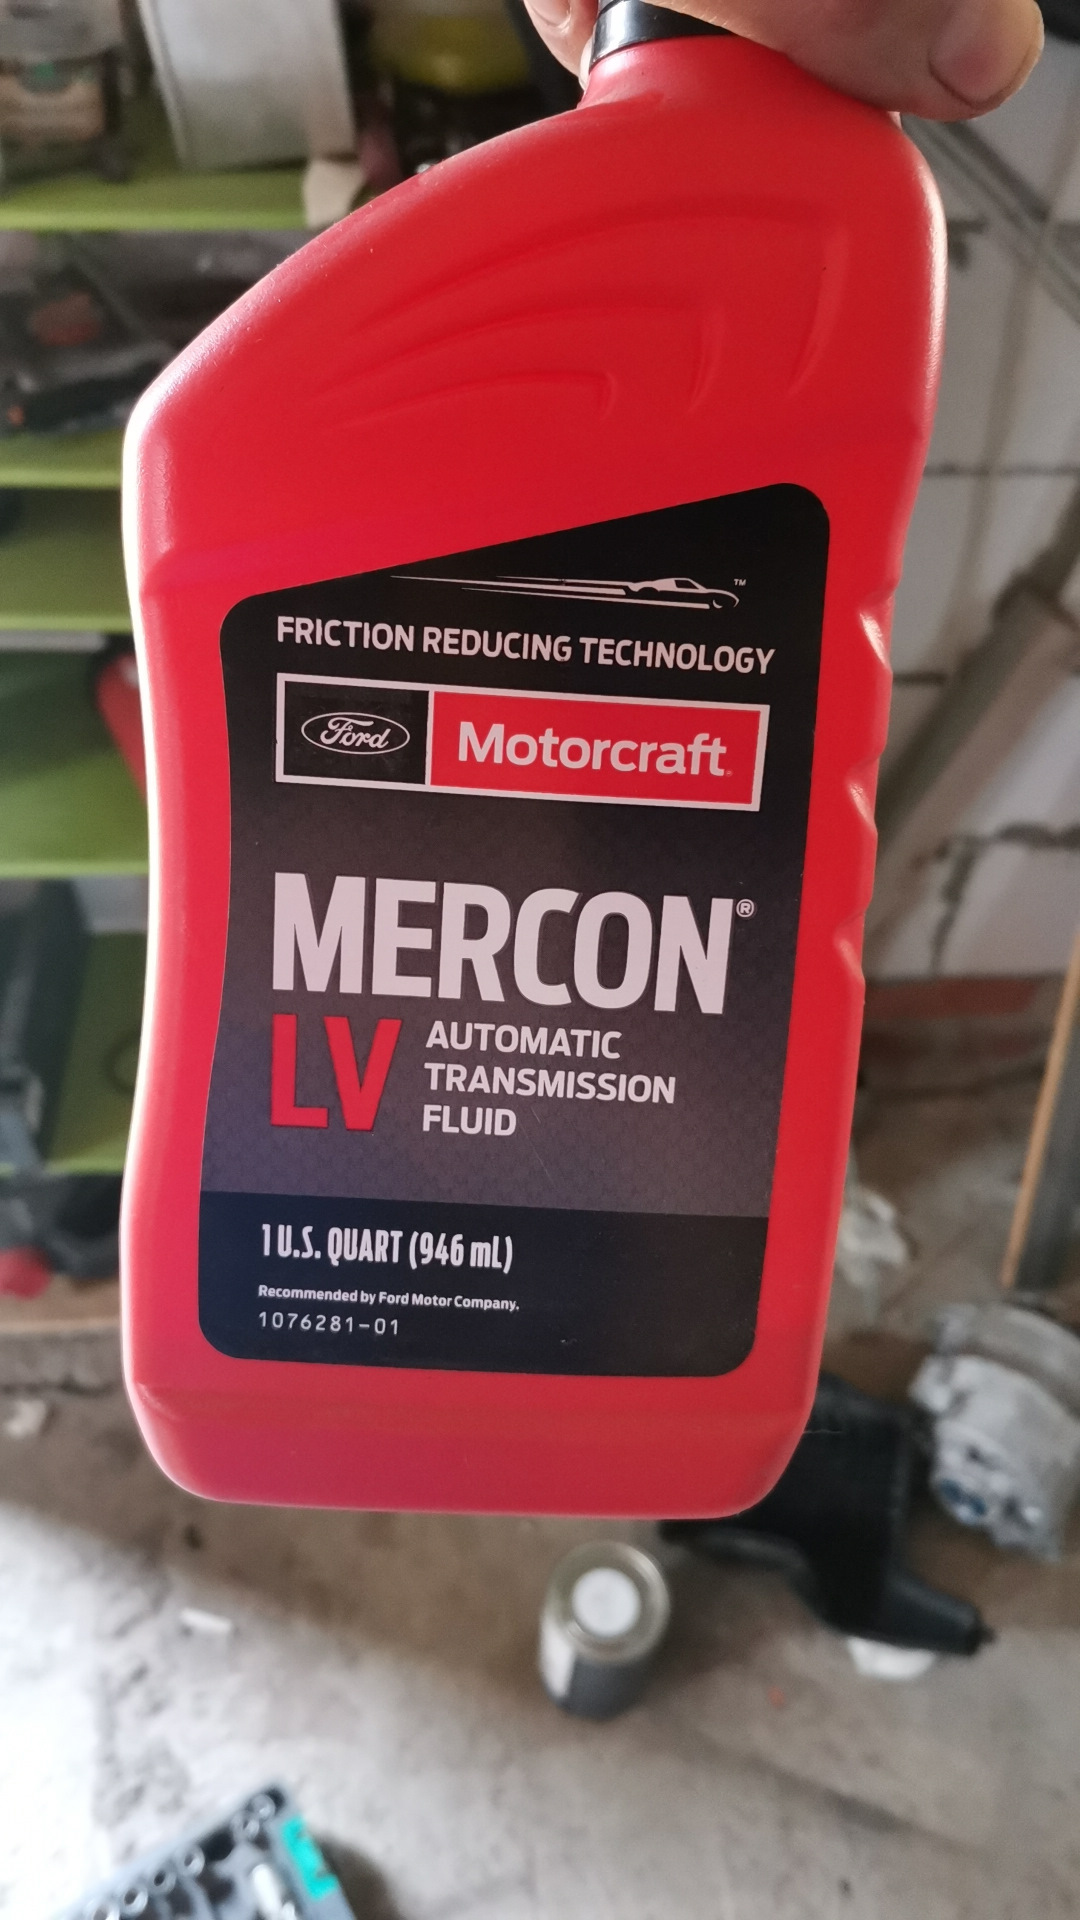 ™
FRICTION REDUCING TECHNOLOGY
Ford Motorcraft
MERCON®
LV AUTOMATIC
TRANSMISSION
FLUID
1 U.S. QUART (946 mL)
Recommended by Ford Motor Company.
1076281-01